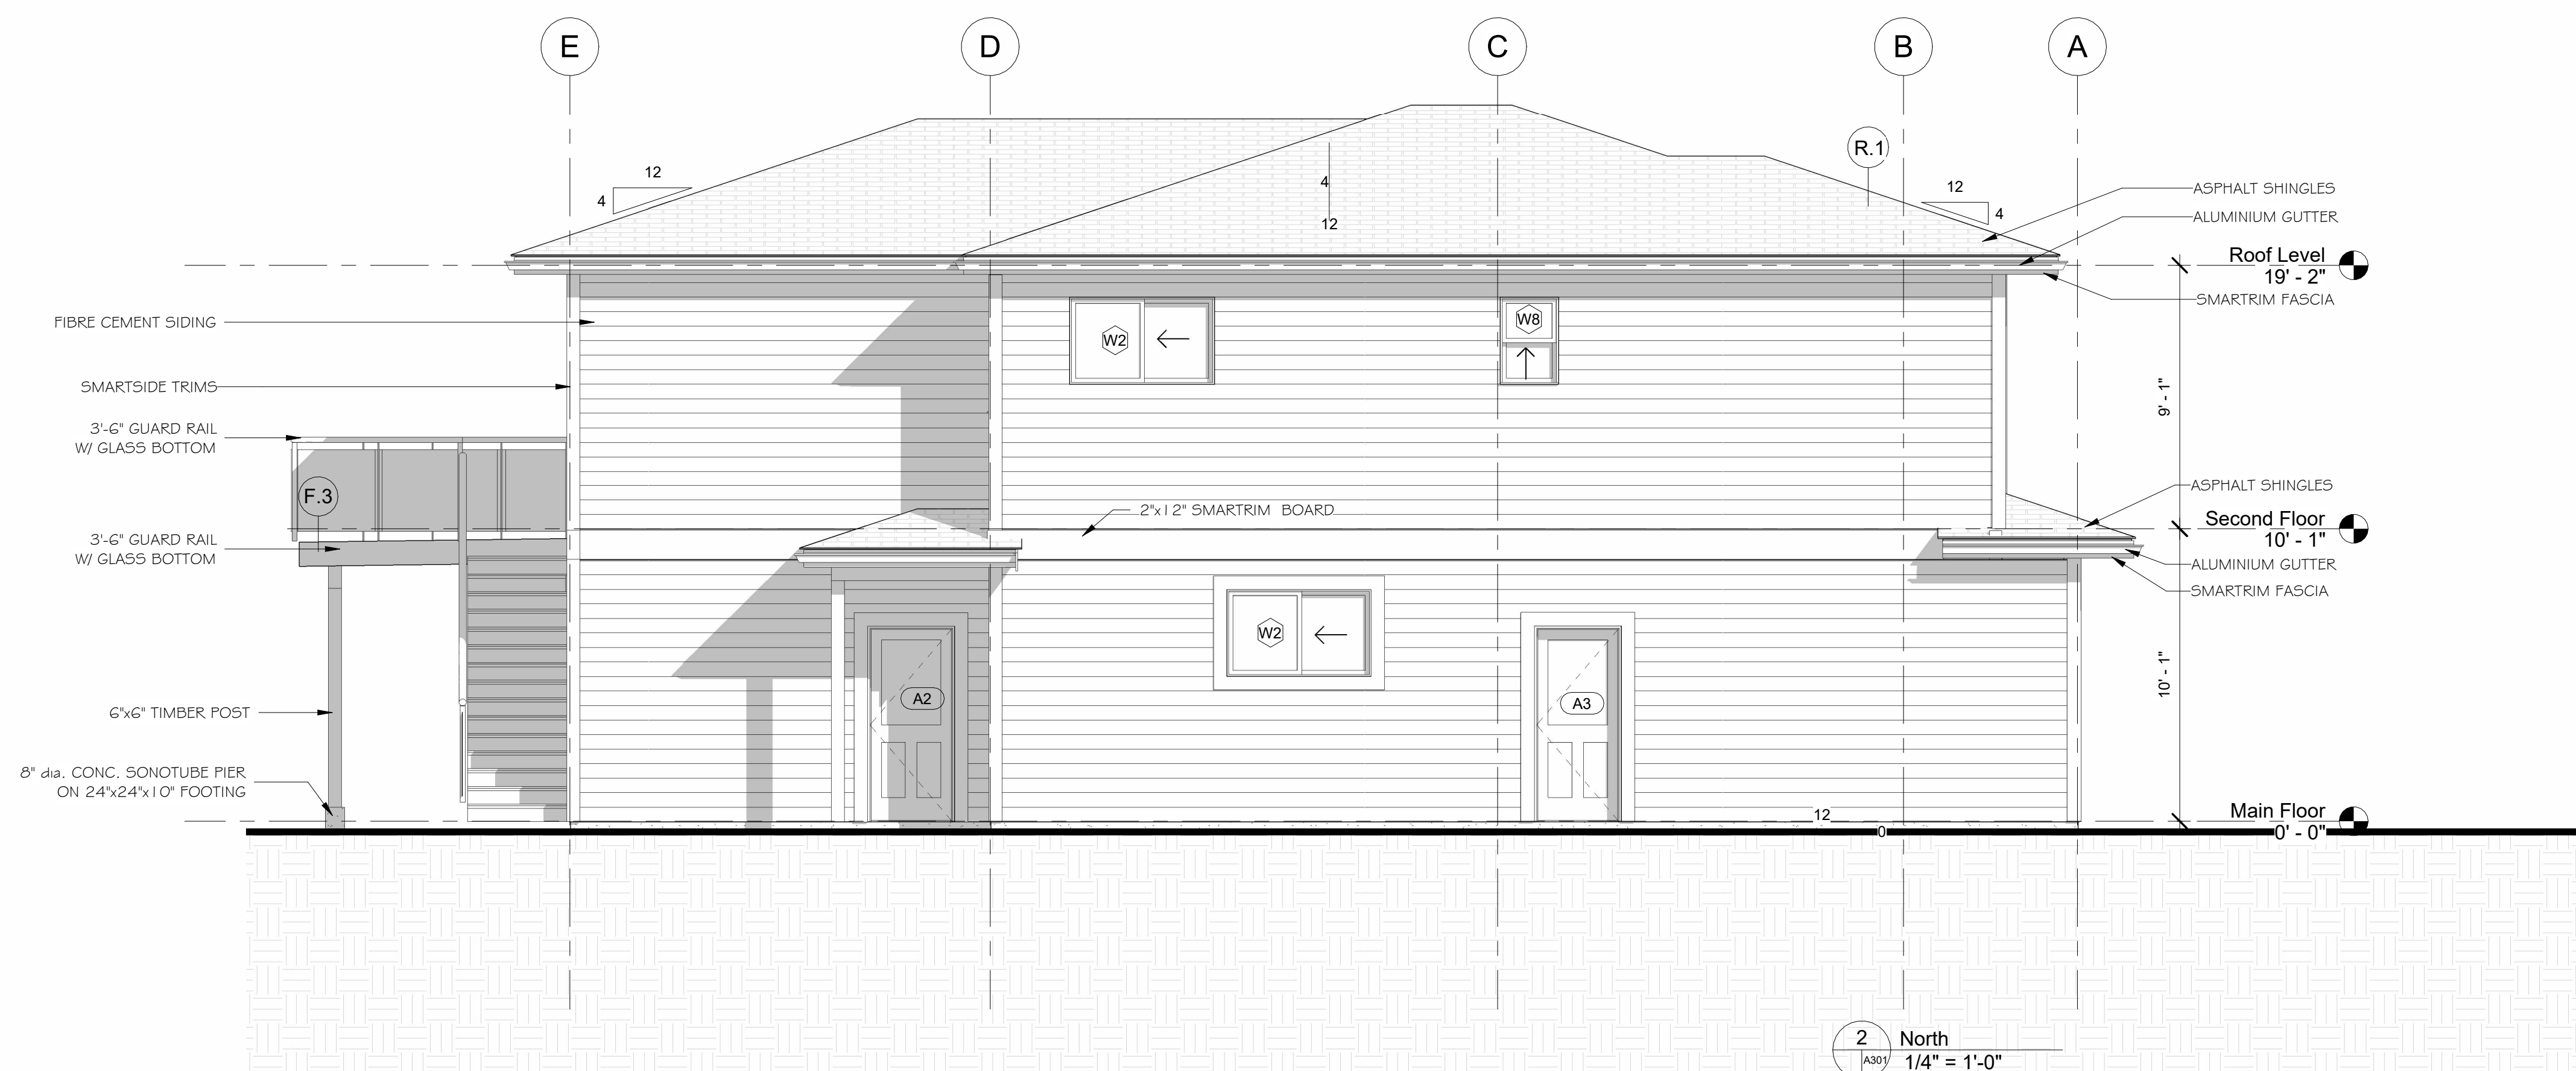 E
D
C
B
A
R.1
12
4
4
12
12
4
ASPHALT SHINGLES
ALUMINIUM GUTTER
Roof Level
19' - 2"
SMARTRIM FASCIA
FIBRE CEMENT SIDING
W2
W8
SMARTSIDE TRIMS
9' - 1"
3'-6" GUARD RAIL
W/ GLASS BOTTOM
F.3
ASPHALT SHINGLES
2"x12" SMARTRIM BOARD
Second Floor
10' - 1"
3'-6" GUARD RAIL
W/ GLASS BOTTOM
ALUMINIUM GUTTER
SMARTRIM FASCIA
W2
10' - 1"
A2
A3
6"x6" TIMBER POST
8" dia. CONC. SONOTUBE PIER
ON 24"x24"x10" FOOTING
12
0
Main Floor
0' - 0"
2
A301
North
1/4" = 1'-0"